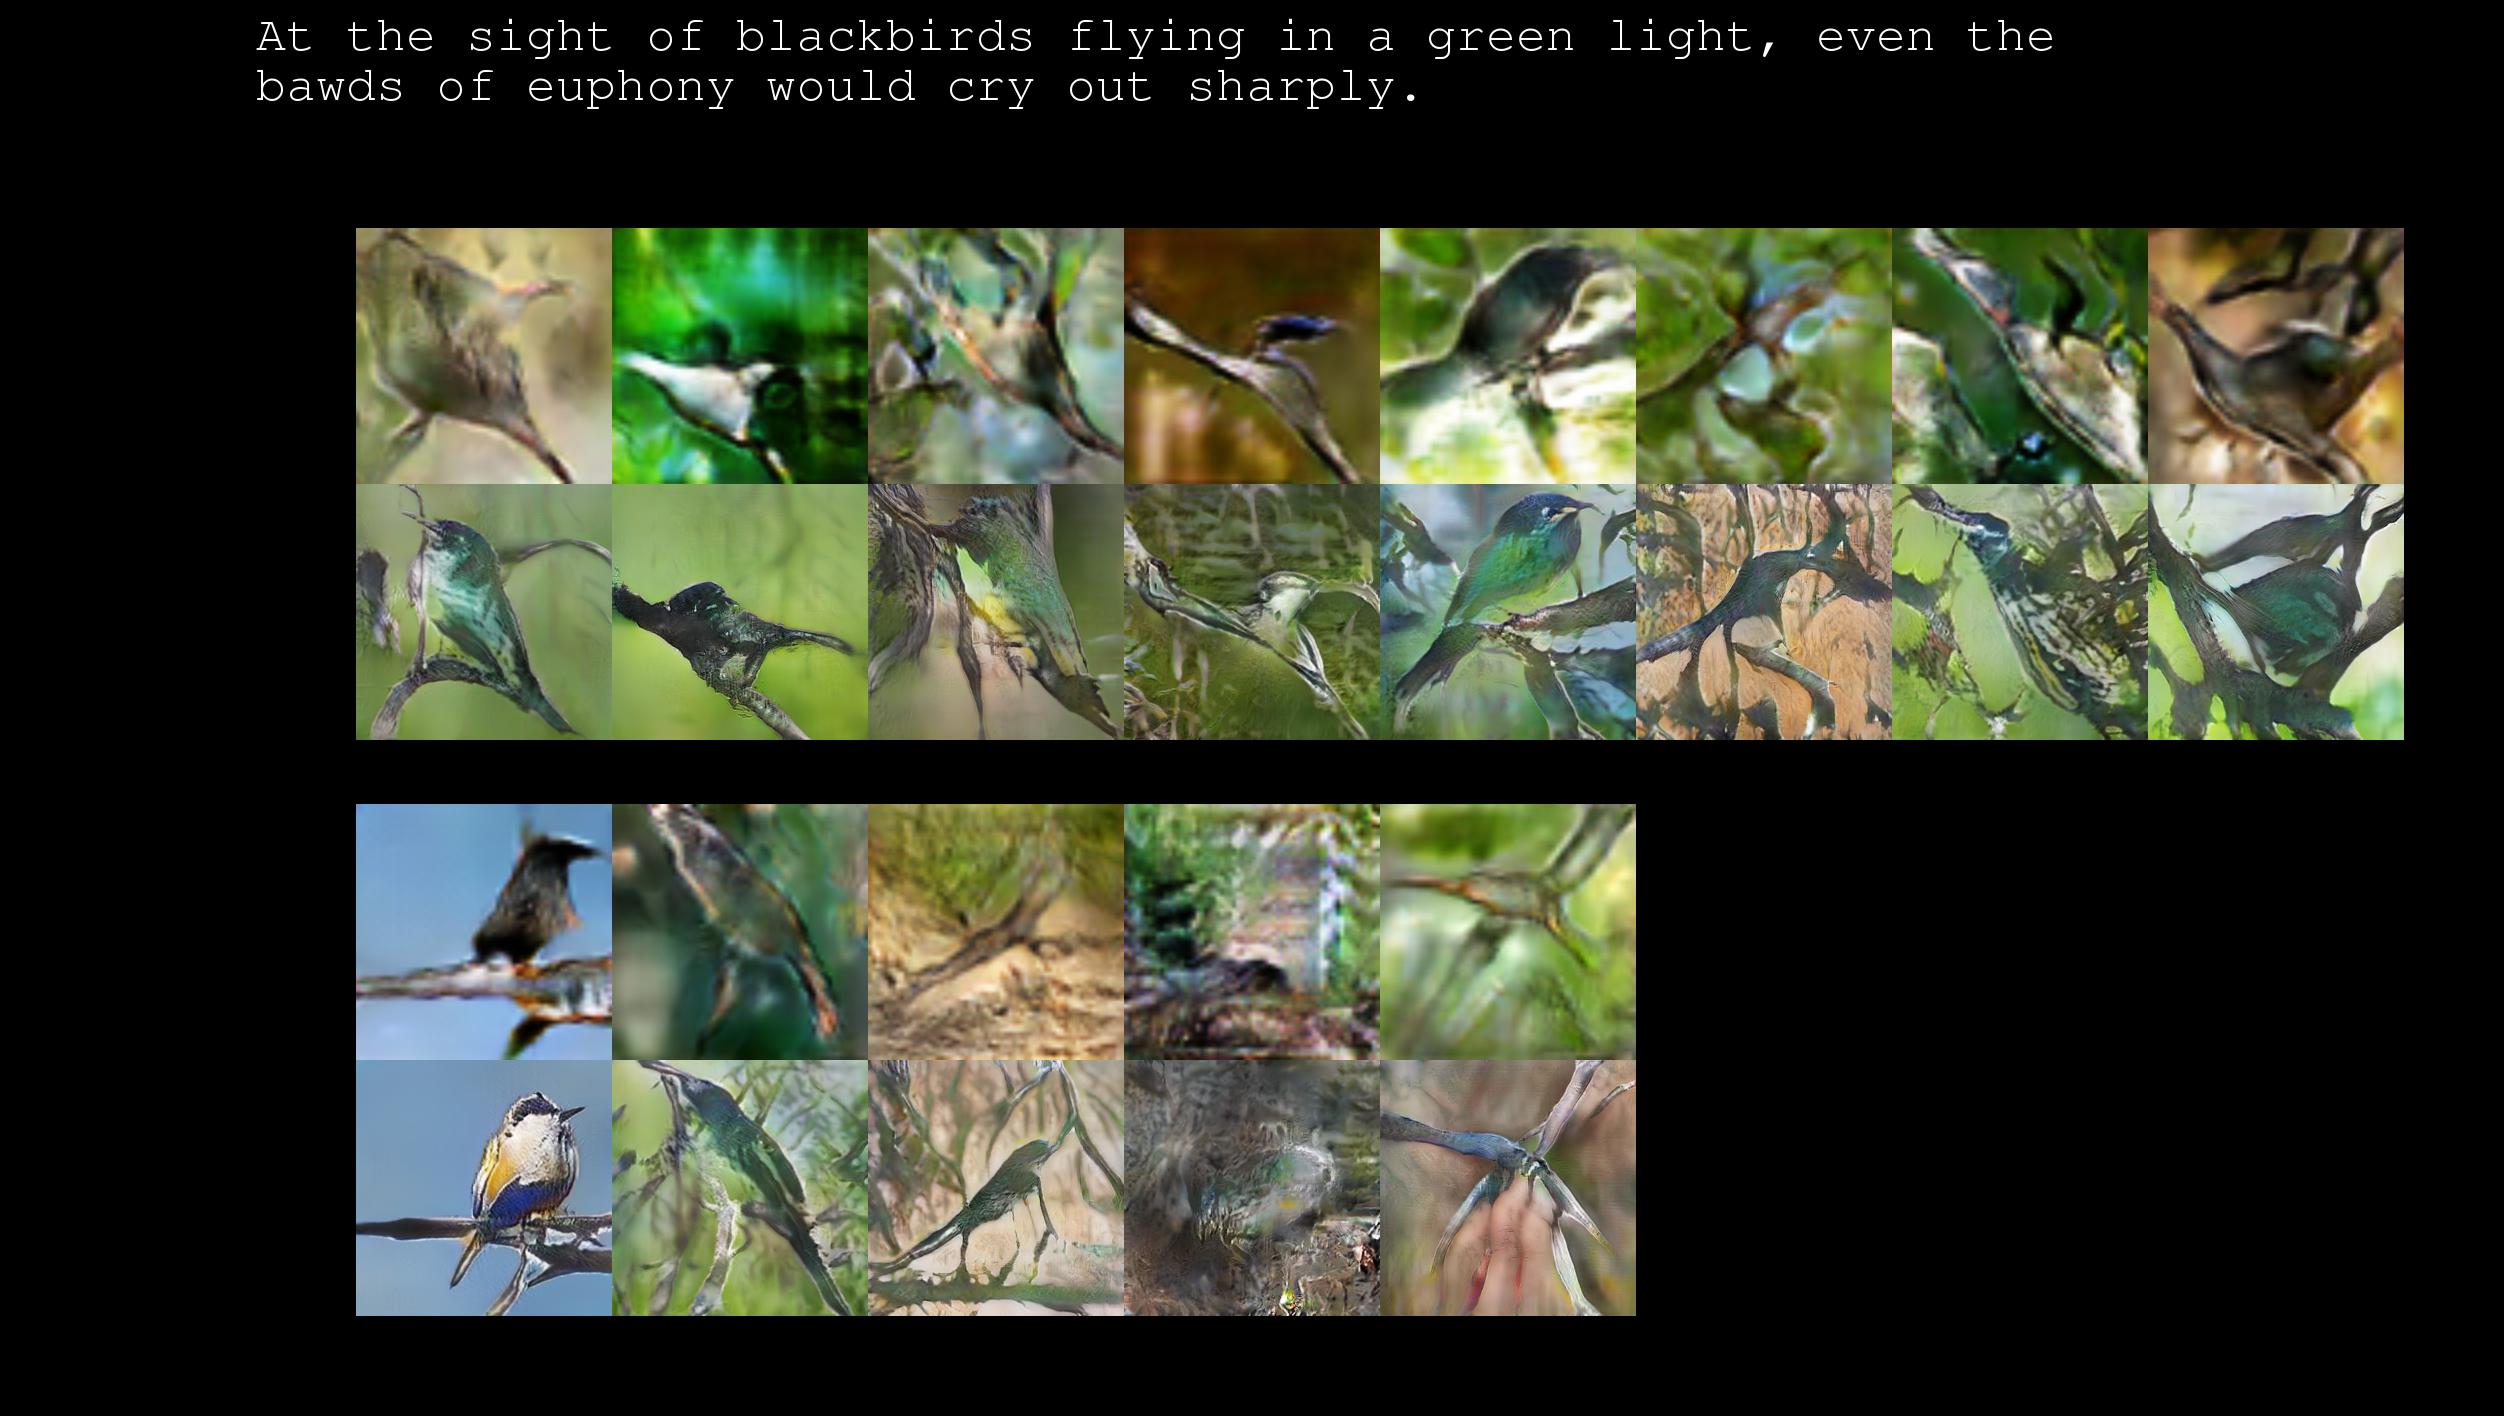 At the sight of blackbirds flying in a green light, even the
bawds of euphony would cry out sharply.